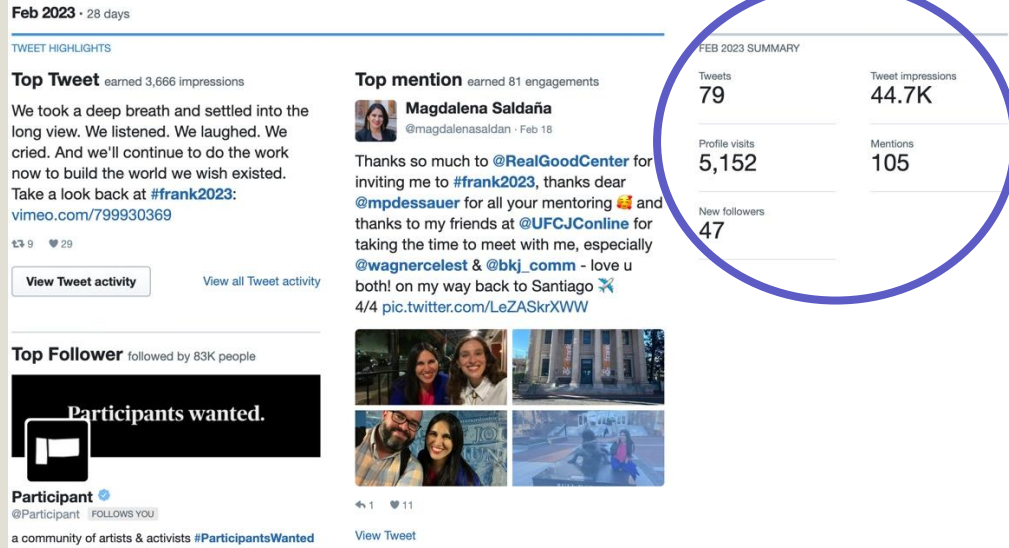 Feb 2023 · 28 days
TWEET HIGHLIGHTS
Top Tweet earned 3,666 impressions
We took a deep breath and settled into the
long view. We listened. We laughed. We
cried. And we'll continue to do the work
now to build the world we wish existed.
Take a look back at #frank2023:
vimeo.com/799930369
9 29
View Tweet activity
View all Tweet activity
Top Follower followed by 83K people
Participants wanted.
Participant
@Participant FOLLOWS YOU
a community of artists & activists #ParticipantsWanted
Top mention earned 81 engagements
Magdalena Saldaña
@magdalenasaldan · Feb 18
Thanks so much to @RealGoodCenter for
inviting me to #frank2023, thanks dear
@mpdessauer for all your mentoring 🥰 and
thanks to my friends at @UFCJConline for
taking the time to meet with me, especially
@wagnercelest & @bkj_comm - love u
both! on my way back to Santiago ✈️
4/4 pic.twitter.com/LeZASkrXWW
1 11
View Tweet
FEB 2023 SUMMARY
Tweets
79
Tweet impressions
44.7K
Profile visits
5,152
Mentions
105
New followers
47